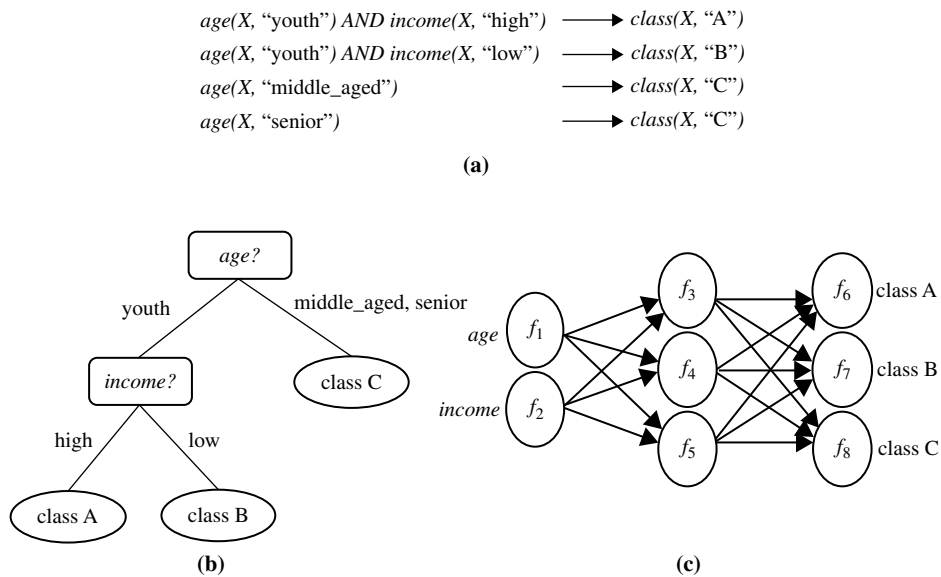 age(X, “youth”) AND income(X, “high”) class(X, “A”)
age(X, “youth”) AND income(X, “low”) class(X, “B”)
age(X, “middle_aged”) class(X, “C”)
age(X, “senior”) class(X, “C”)
(a)
age?
youth
middle_aged, senior
income?
class C
high
low
class A
class B
(b)
age
income
f1
f2
f3
f4
f5
f6
f7
f8
class A
class B
class C
(c)